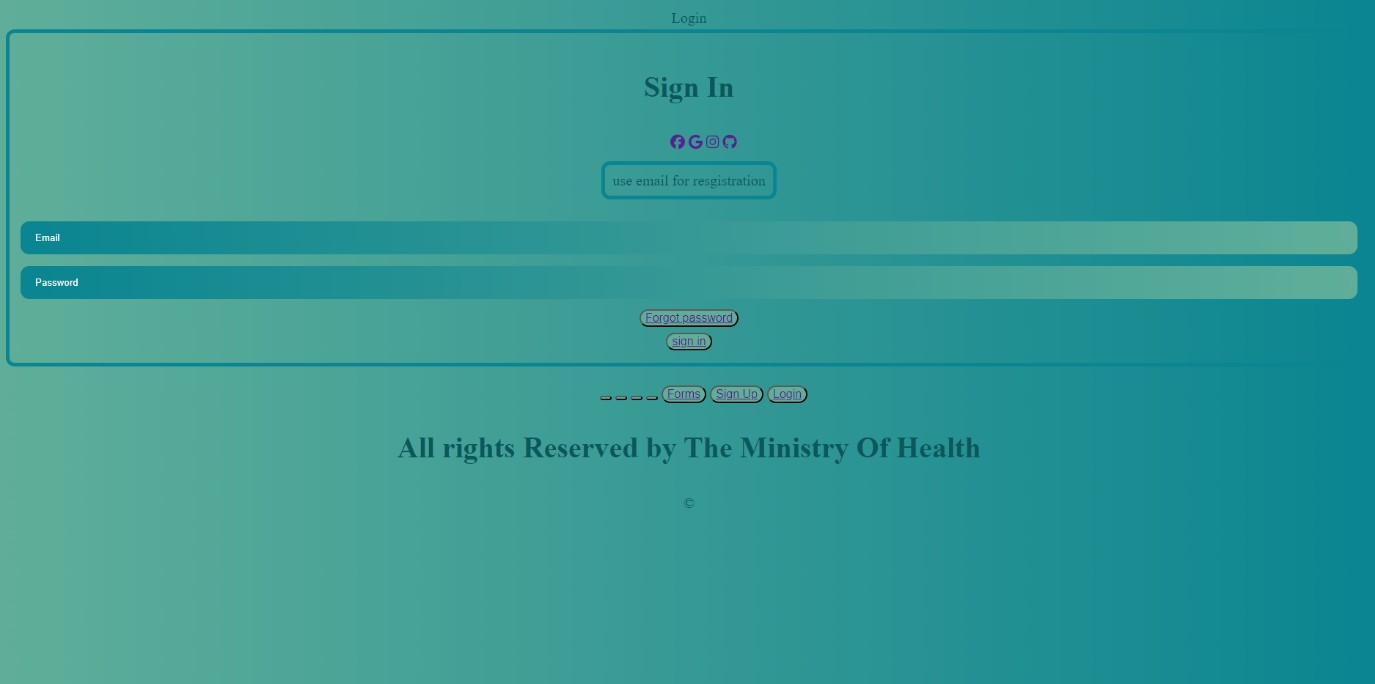 Login
Sign In
use email for resgistration
Email
Password
Forgot password
sign in
Forms Sign Up Login
All rights Reserved by The Ministry Of Health
©